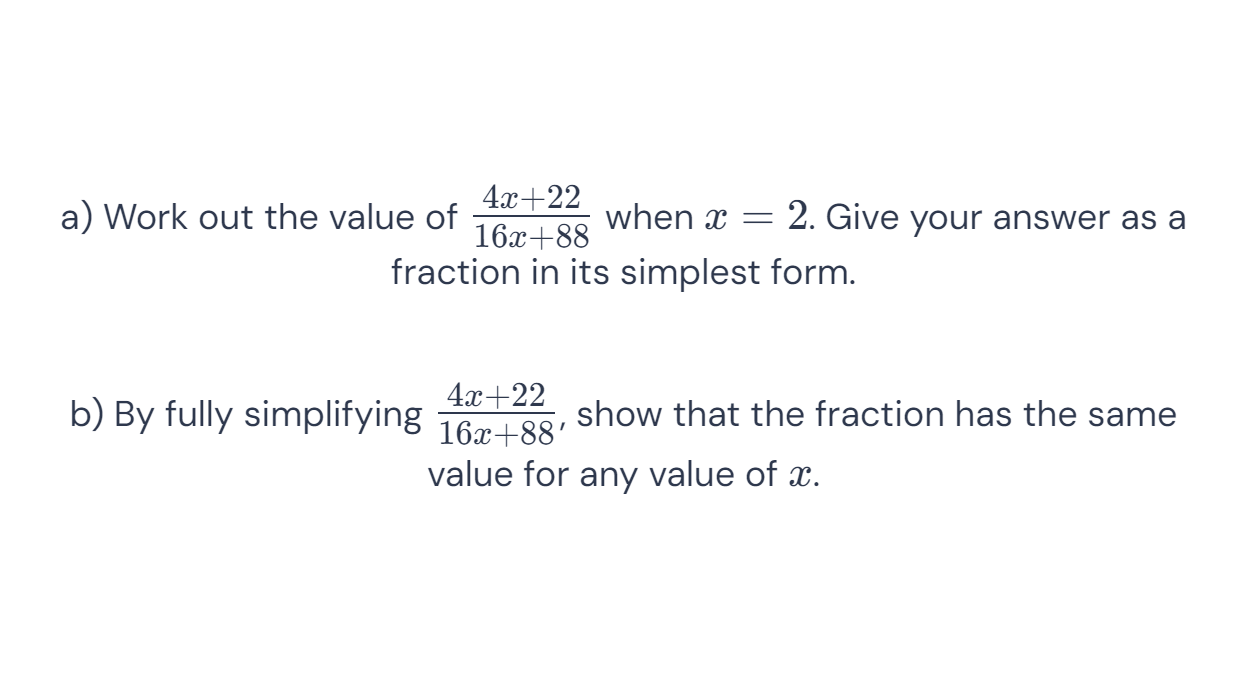 a) Work out the value of \frac{4x+22}{16x+88} when x = 2. Give your answer as a
fraction in its simplest form.
b) By fully simplifying \frac{4x+22}{16x+88}, show that the fraction has the same
value for any value of x.